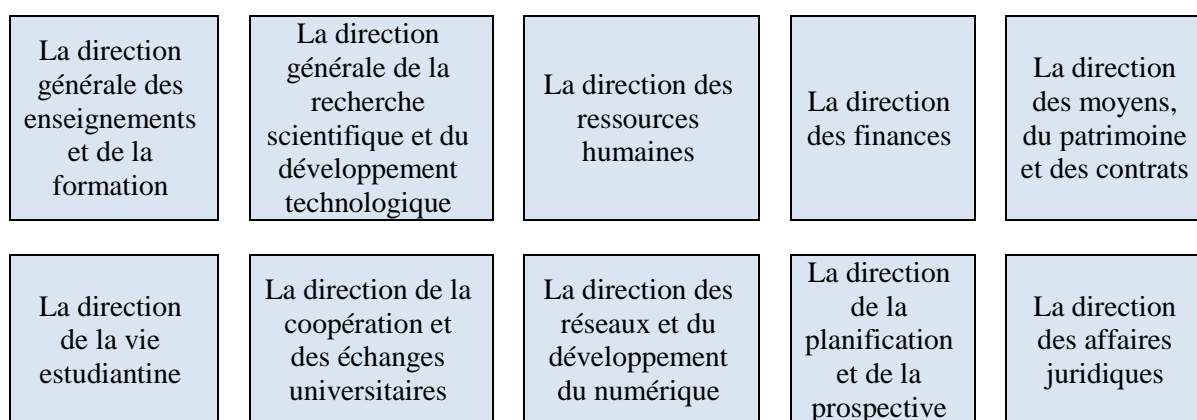 La direction
générale des
enseignements
et de la
formation
La direction
générale de la
recherche
scientifique et du
développement
technologique
La direction des
ressources
humaines
La direction
des finances
La direction
des moyens,
du patrimoine
et des contrats
La direction
de la vie
estudiantine
La direction de la
coopération et
des échanges
universitaires
La direction des
réseaux et du
développement
du numérique
La direction
de la
planification
et de la
prospective
La direction
des affaires
juridiques